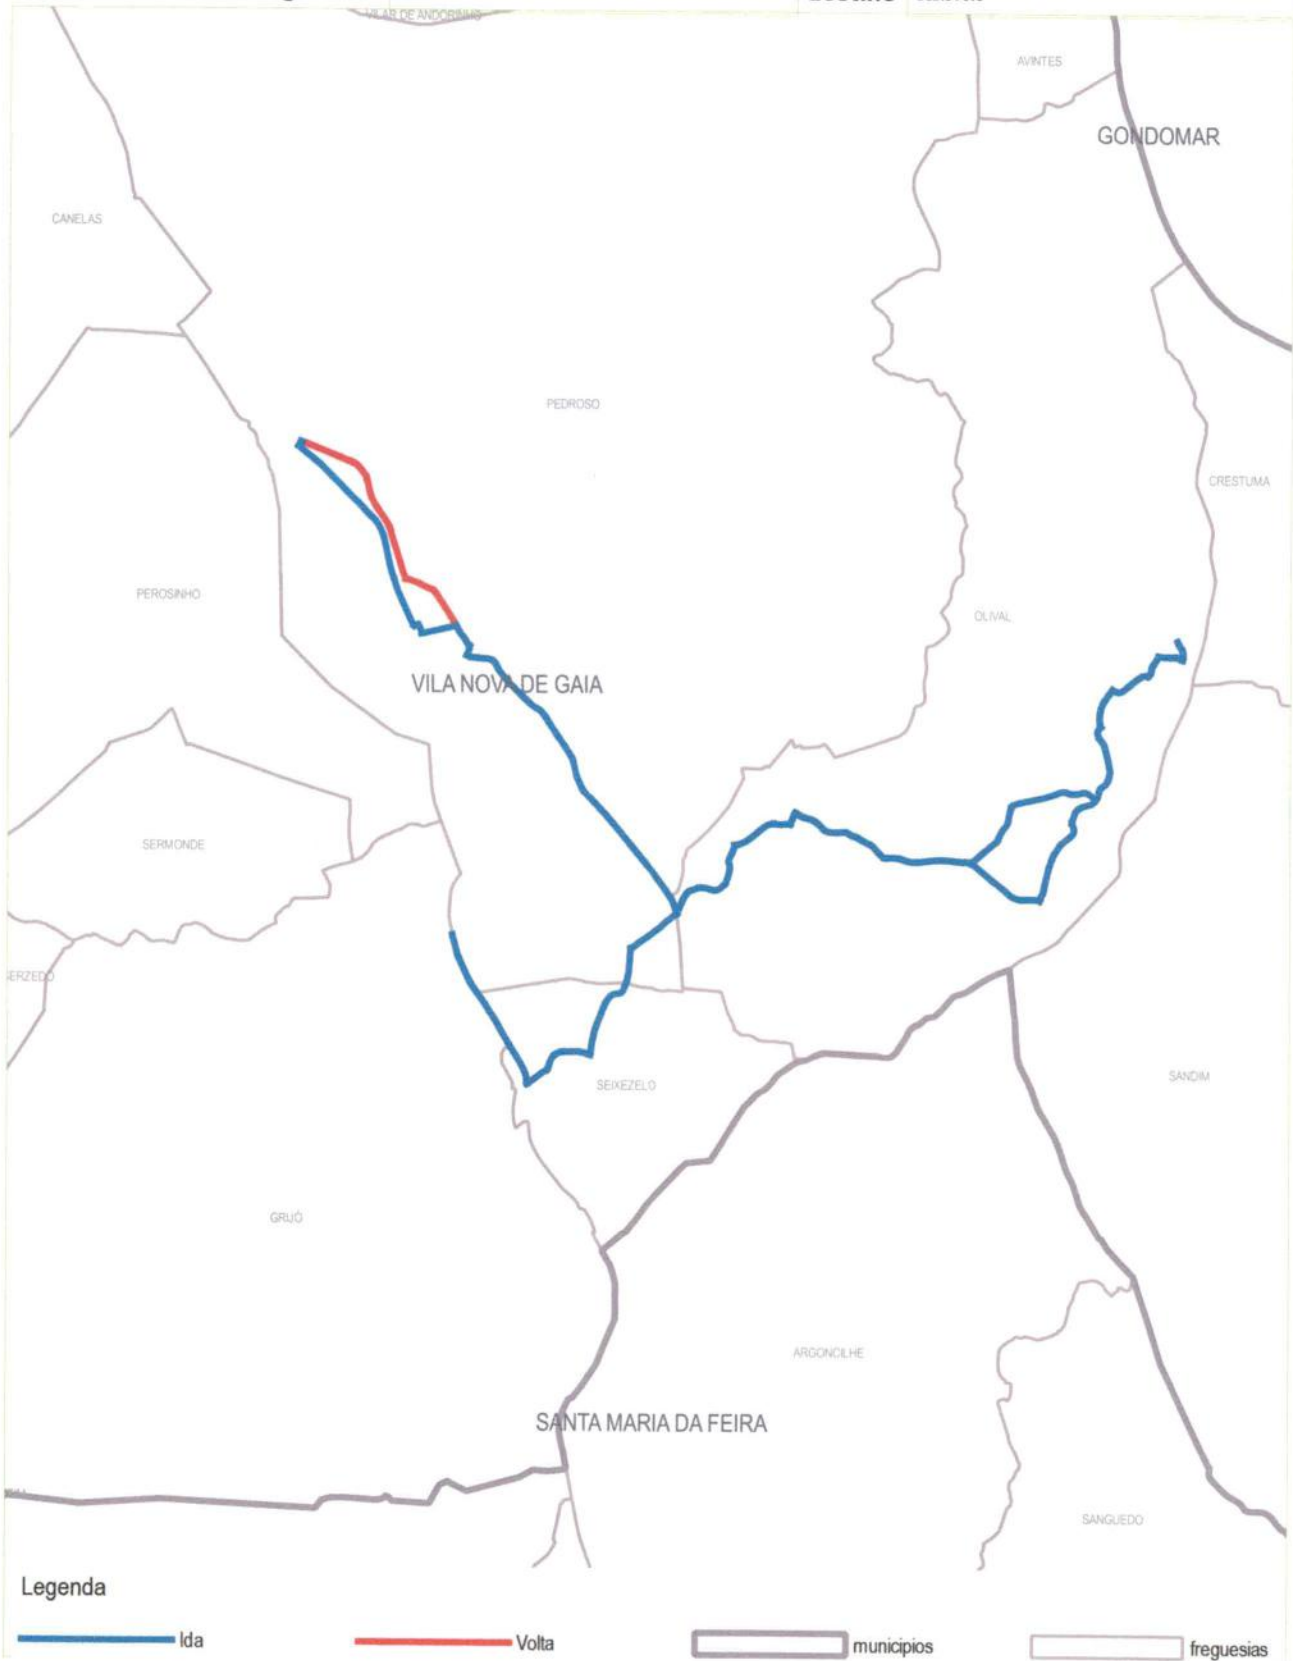 VILAR DE ANDORINHO
AVINTES
GONDOMAR
CANELAS
PEDROSO
CRESTUMA
PEROSINHO
OLIVAL
VILA NOVA DE GAIA
SERMONDE
SERZEDO
SEIXEZELO
SANDIM
GRIJÓ
ARGONCILHE
SANTA MARIA DA FEIRA
SANGUEDO
Legenda
Ida
Volta
municipios
freguesias